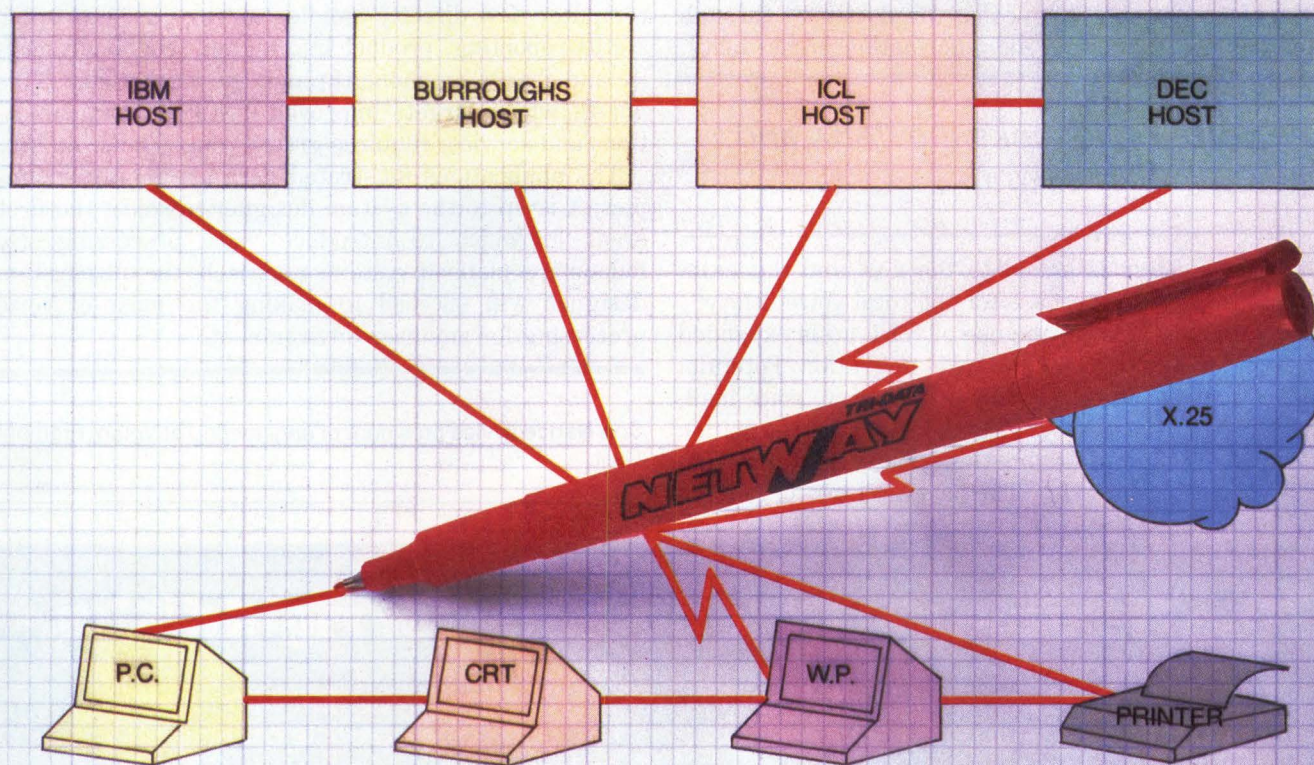 IBM
HOST
BURROUGHS
HOST
ICL
HOST
DEC
HOST
TRI-DATA
NETWAY
X.25
P.C.
CRT
W.P.
PRINTER